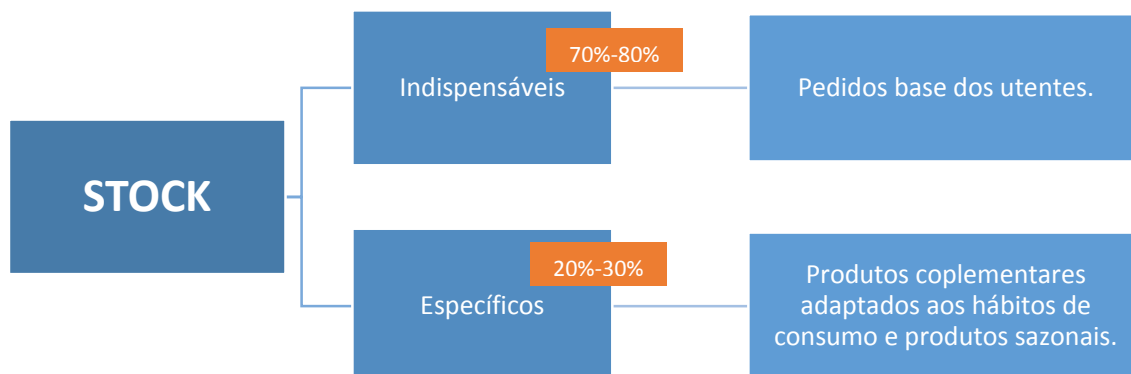 STOCK
70%-80%
Indispensáveis
Pedidos base dos utentes.
20%-30%
Específicos
Produtos coplementares
adaptados aos hábitos de
consumo e produtos sazonais.